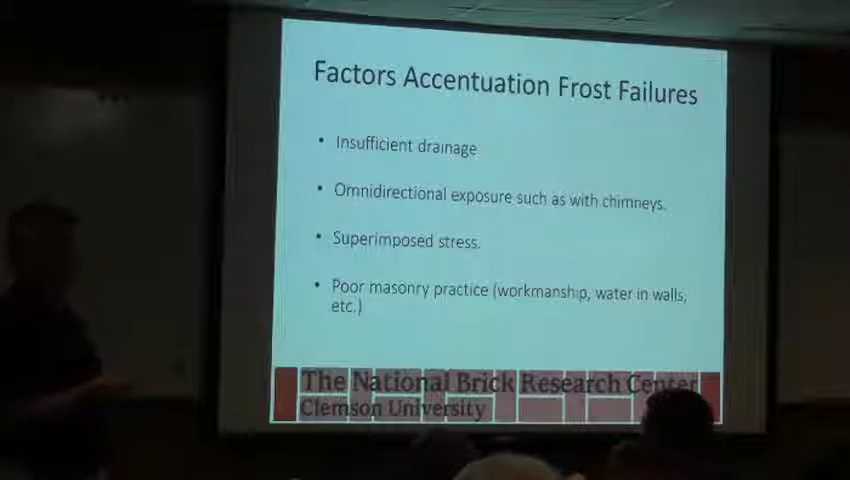 Factors Accentuation Frost Failures
• Insufficient drainage
• Omnidirectional exposure such as with chimneys.
• Superimposed stress.
• Poor masonry practice (workmanship, water in walls,
etc.)
The National Brick Research Center
Clemson University